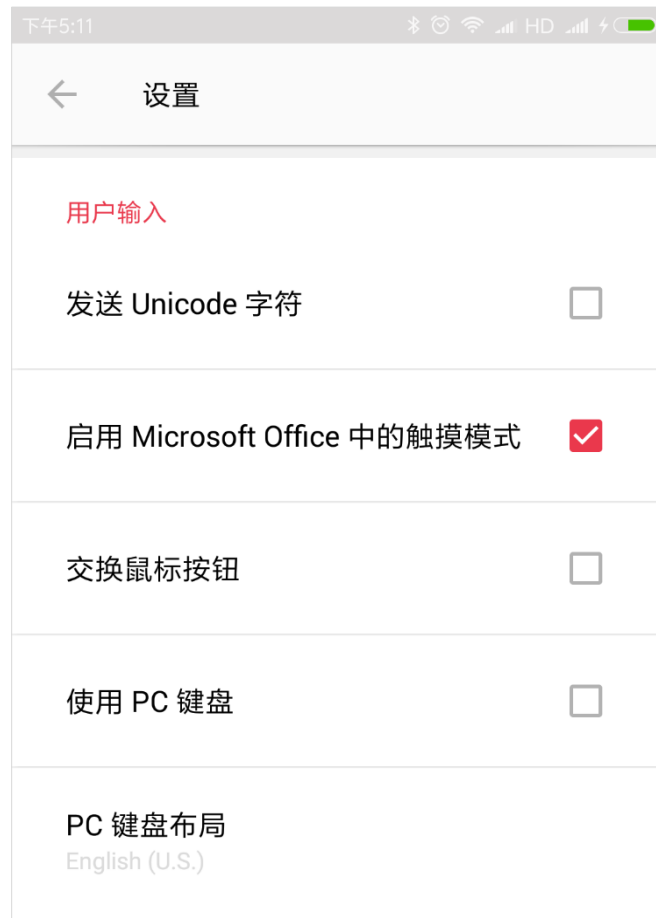 下午5:11 HD
设置
用户输入
发送 Unicode 字符
启用 Microsoft Office 中的触摸模式
交换鼠标按钮
使用 PC 键盘
PC 键盘布局
English (U.S.)